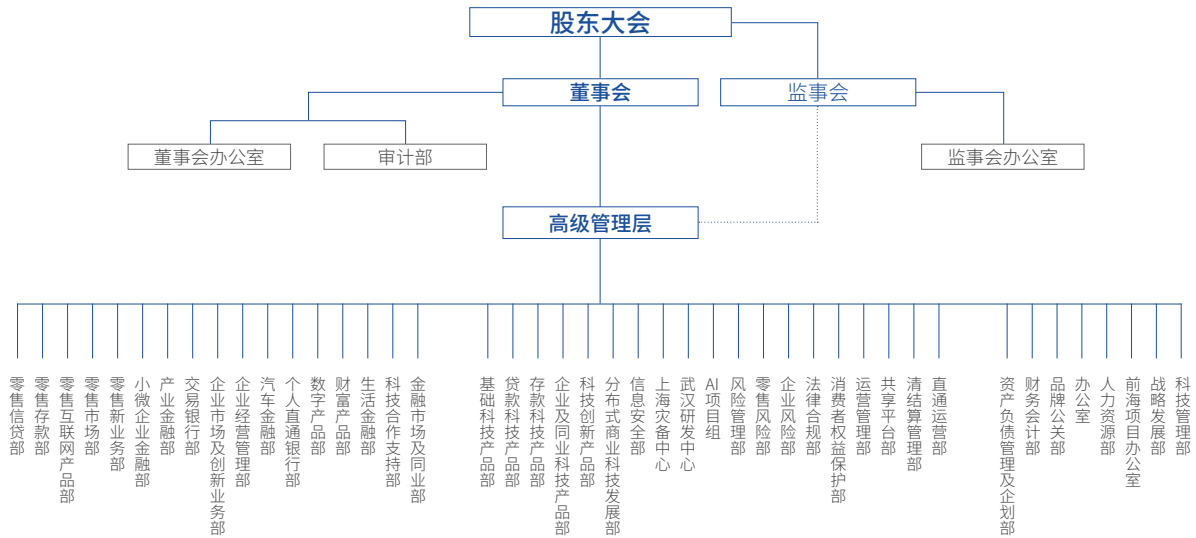 股东大会
董事会
监事会
董事会办公室
审计部
监事会办公室
高级管理层
零售信贷部
零售存款部
零售互联网产品部
零售市场部
零售新业务部
小微企业金融部
产业金融部
交易银行部
企业市场及创新业务部
企业经营管理部
汽车金融部
个人直通银行部
数字产品部
财富产品部
生活金融部
科技合作支持部
金融市场及同业部
基础科技产品部
贷款科技产品部
存款科技产品部
企业及同业科技产品部
科技创新产品部
分布式商业科技发展部
信息安全部
上海灾备中心
武汉研发中心
AI项目组
风险管理部
零售风险部
企业风险部
法律合规部
消费者权益保护部
运营管理部
共享平台部
清结算管理部
直通运营部
资产负债管理及企划部
财务会计部
品牌公关部
办公室
人力资源部
前海项目办公室
战略发展部
科技管理部